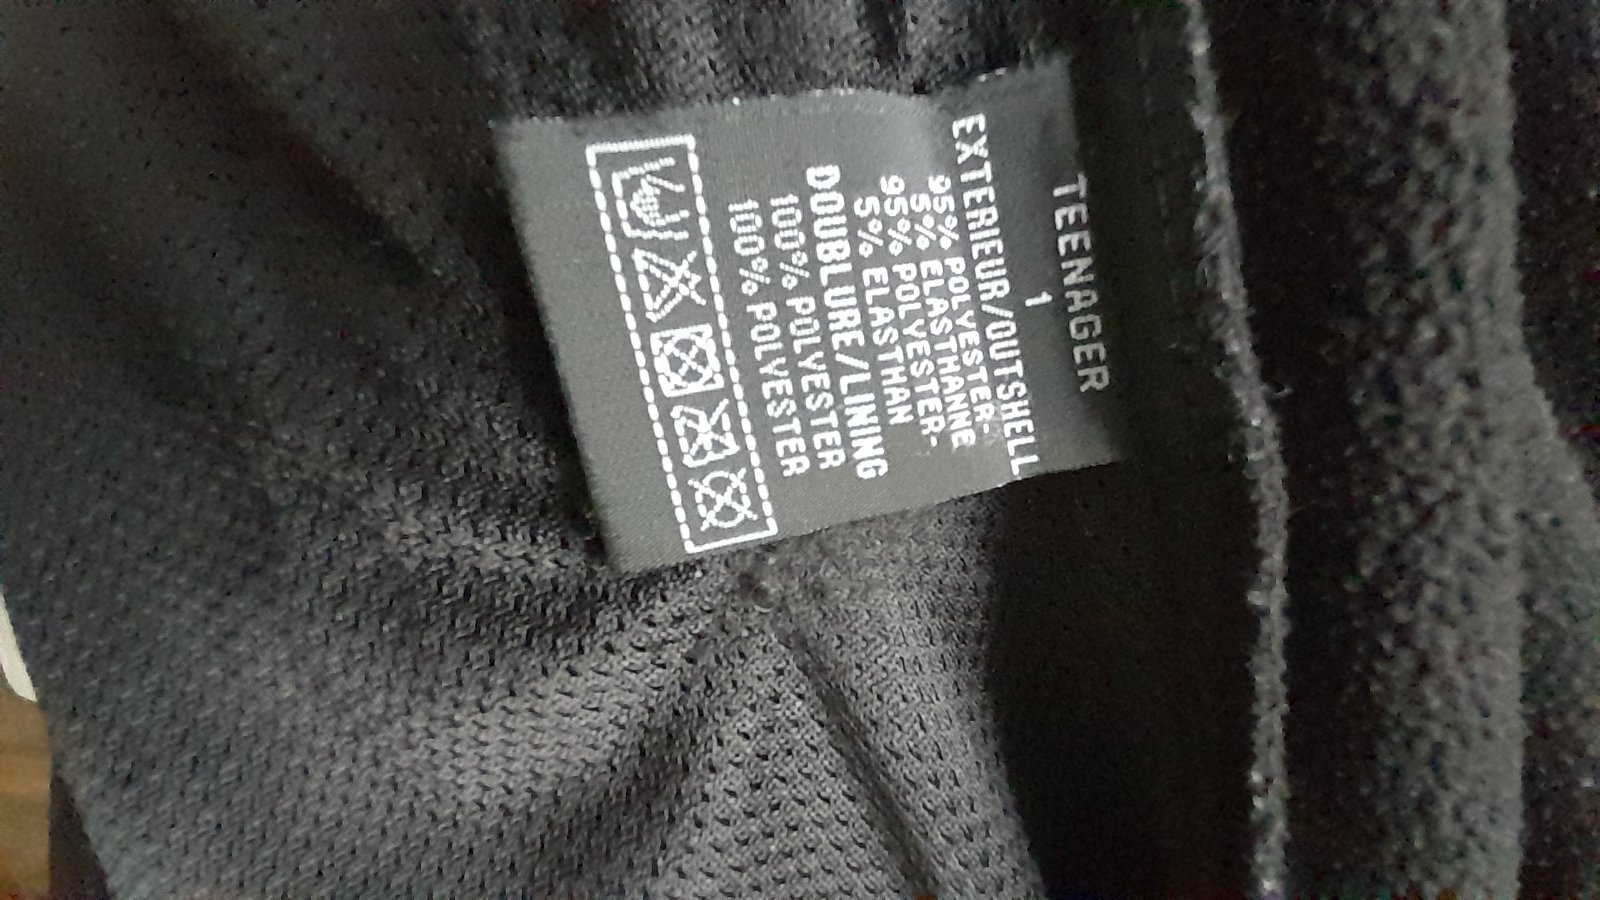 TEENAGER
1
EXTERIEUR/OUTSHELL
95% POLYESTER-
5% ELASTHANNE
95% POLYESTER-
5% ELASTHAN
DOUBLURE/LINING
100% POLYESTER
100% POLYESTER